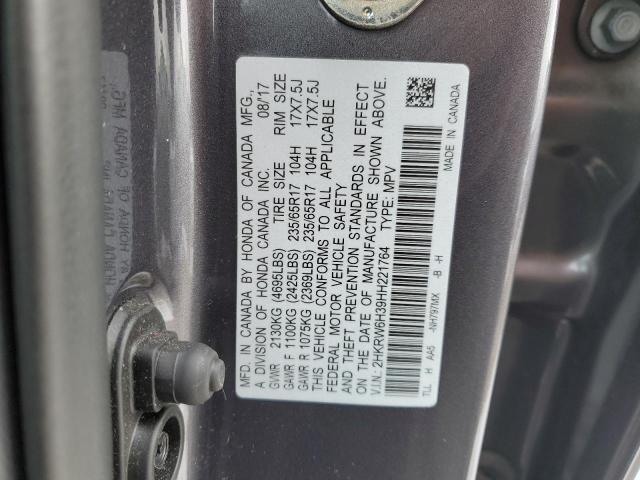 MFD. IN CANADA BY HONDA OF CANADA MFG.,
A DIVISION OF HONDA CANADA INC. 08/17
GVWR 2130KG (4695LBS) TIRE SIZE RIM SIZE
GAWR F 1100KG (2425LBS) 235/65R17 104H 17X7.5J
GAWR R 1075KG (2369LBS) 235/65R17 104H 17X7.5J
THIS VEHICLE CONFORMS TO ALL APPLICABLE
FEDERAL MOTOR VEHICLE SAFETY
AND THEFT PREVENTION STANDARDS IN EFFECT
ON THE DATE OF MANUFACTURE SHOWN ABOVE.
V.I.N.: 2HKRW6H39HH221764 TYPE: MPV
TLL H AA5 -NH797MX -B -H MADE IN CANADA